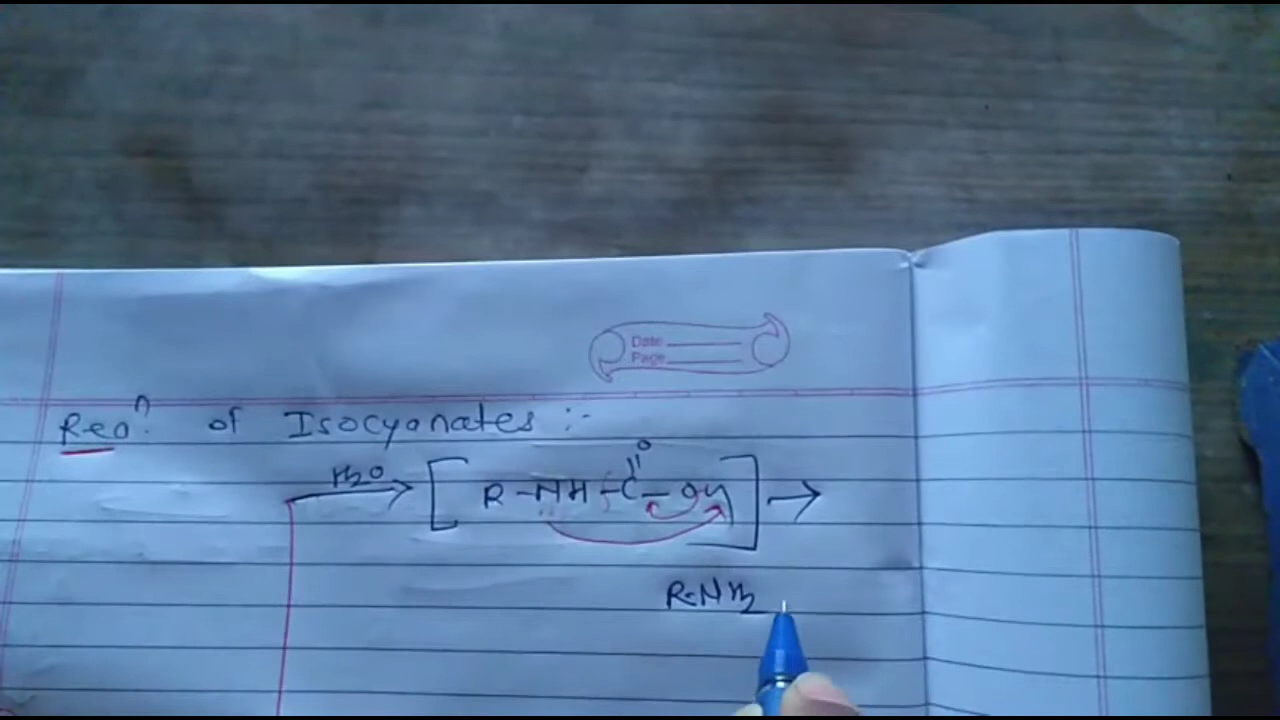 Date
Page
Reaⁿ. of Isocyanates :-
O
H₂O → [ R-NH-C-OH ] →
R-NH₂